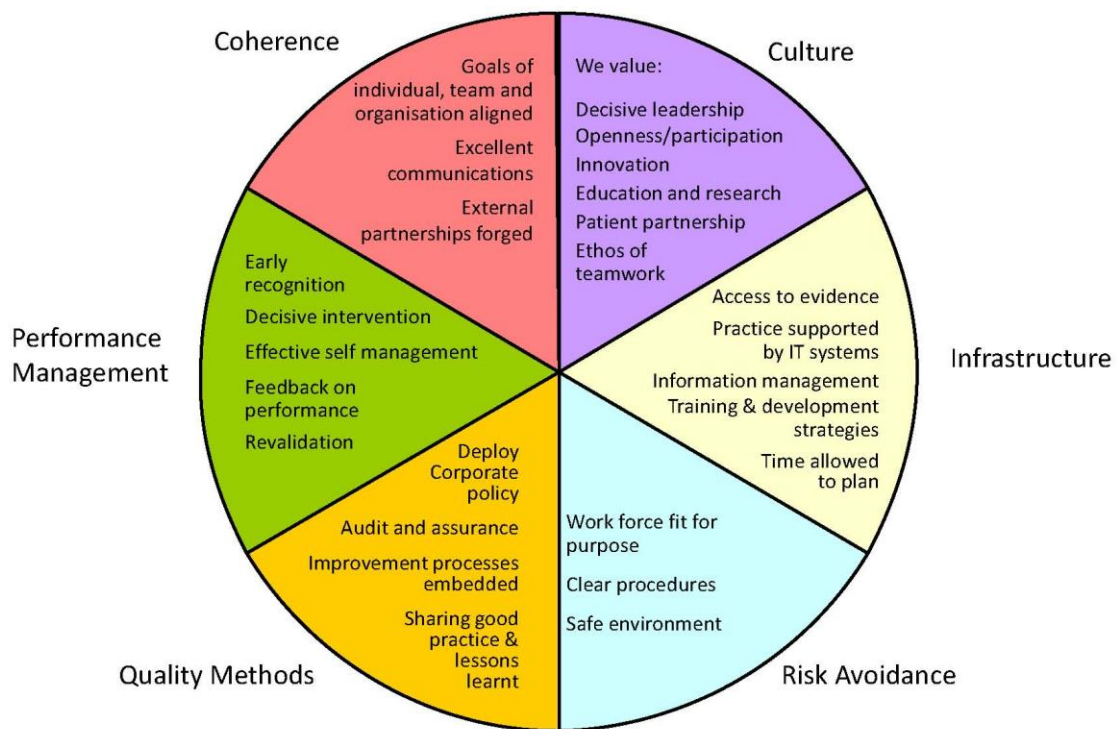 Coherence
Goals of
individual, team and
organisation aligned
Excellent
communications
External
partnerships forged
Culture
We value:
Decisive leadership
Openness/participation
Innovation
Education and research
Patient partnership
Ethos of
teamwork
Infrastructure
Access to evidence
Practice supported
by IT systems
Information management
Training & development
strategies
Time allowed
to plan
Risk Avoidance
Work force fit for
purpose
Clear procedures
Safe environment
Quality Methods
Deploy
Corporate
policy
Audit and assurance
Improvement processes
embedded
Sharing good
practice &
lessons
learnt
Performance
Management
Early
recognition
Decisive intervention
Effective self management
Feedback on
performance
Revalidation